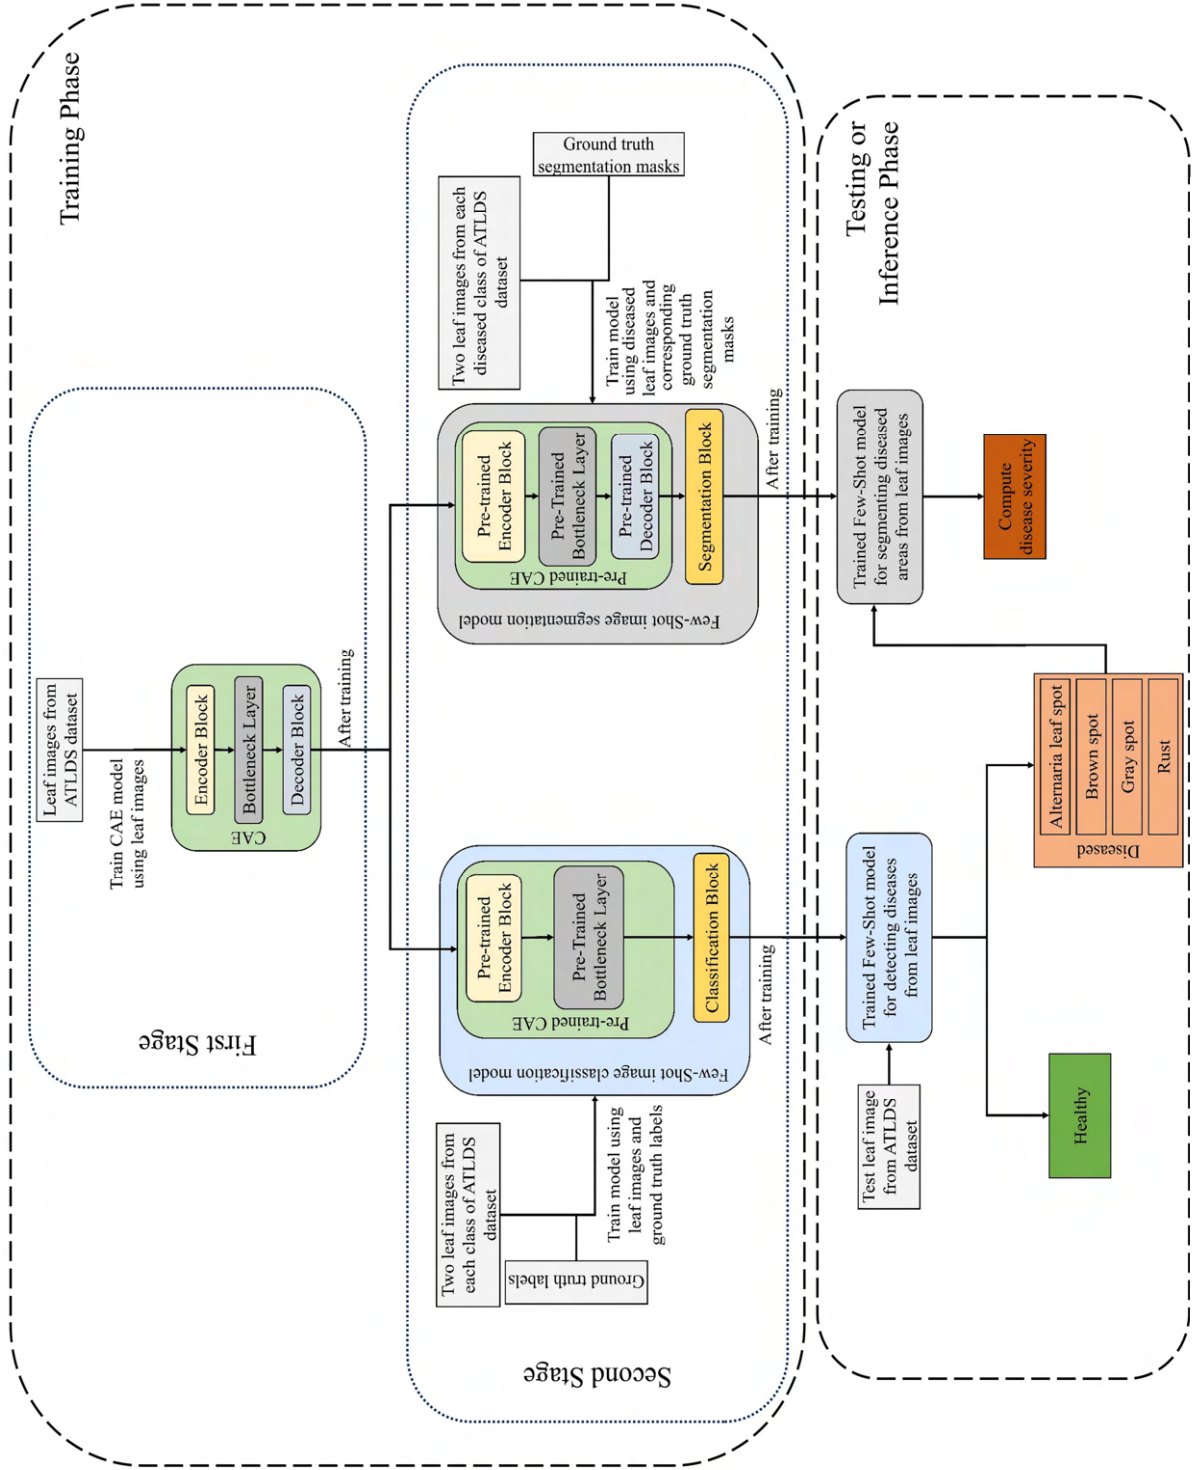 Training Phase
First Stage
Leaf images from
ATLDS dataset
Train CAE model
using leaf images
CAE
Encoder Block
Bottleneck Layer
Decoder Block
After training
Second Stage
Two leaf images from
each class of ATLDS
dataset
Ground truth labels
Train model using
leaf images and
ground truth labels
Few-Shot image classification model
Pre-trained CAE
Pre-trained
Encoder Block
Pre-Trained
Bottleneck Layer
Classification Block
After training
Two leaf images from each
diseased class of ATLDS
dataset
Ground truth
segmentation masks
Train model
using diseased
leaf images and
corresponding
ground truth
segmentation
masks
Few-Shot image segmentation model
Pre-trained CAE
Pre-trained
Encoder Block
Pre-Trained
Bottleneck Layer
Pre-trained
Decoder Block
Segmentation Block
After training
Testing or
Inference Phase
Test leaf image
from ATLDS
dataset
Trained Few-Shot model
for detecting diseases
from leaf images
Healthy
Diseased
Alternaria leaf spot
Brown spot
Gray spot
Rust
Trained Few-Shot model
for segmenting diseased
areas from leaf images
Compute
disease severity